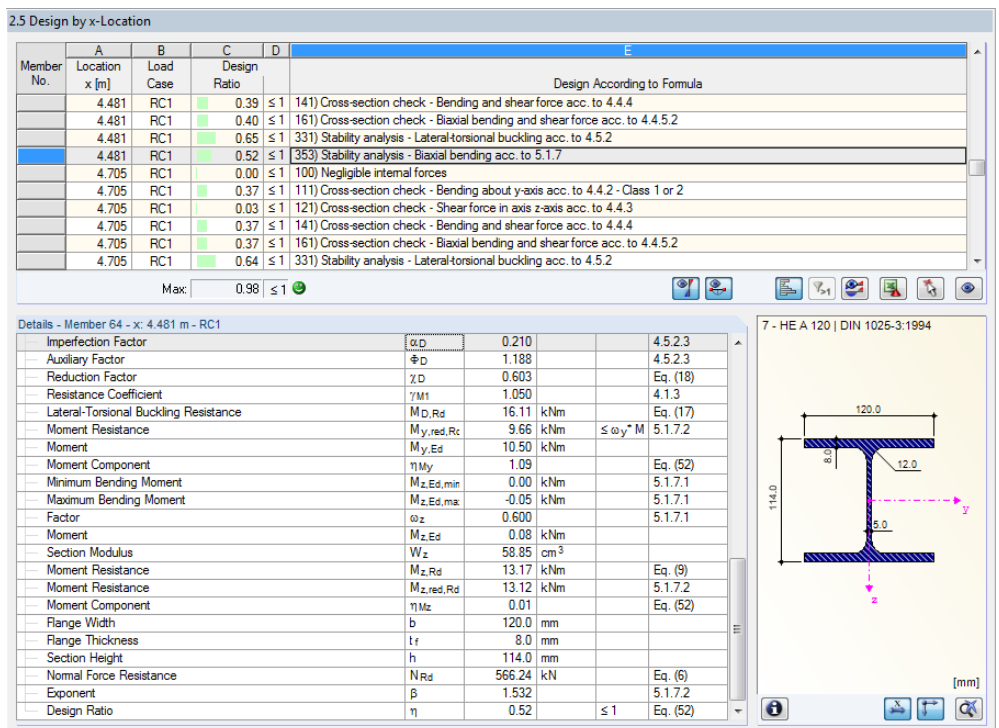 2.5 Design by x-Location
A B C D E
Member Location Load Design
No. x [m] Case Ratio Design According to Formula
4.481 RC1 0.39 ≤ 1 141) Cross-section check - Bending and shear force acc. to 4.4.4
4.481 RC1 0.40 ≤ 1 161) Cross-section check - Biaxial bending and shear force acc. to 4.4.5.2
4.481 RC1 0.65 ≤ 1 331) Stability analysis - Lateral-torsional buckling acc. to 4.5.2
4.481 RC1 0.52 ≤ 1 353) Stability analysis - Biaxial bending acc. to 5.1.7
4.705 RC1 0.00 ≤ 1 100) Negligible internal forces
4.705 RC1 0.37 ≤ 1 111) Cross-section check - Bending about y-axis acc. to 4.4.2 - Class 1 or 2
4.705 RC1 0.03 ≤ 1 121) Cross-section check - Shear force in axis z-axis acc. to 4.4.3
4.705 RC1 0.37 ≤ 1 141) Cross-section check - Bending and shear force acc. to 4.4.4
4.705 RC1 0.37 ≤ 1 161) Cross-section check - Biaxial bending and shear force acc. to 4.4.5.2
4.705 RC1 0.64 ≤ 1 331) Stability analysis - Lateral-torsional buckling acc. to 4.5.2
Max: 0.98 ≤ 1
Details - Member 64 - x: 4.481 m - RC1
Imperfection Factor αD 0.210 4.5.2.3
Auxiliary Factor ΦD 1.188 4.5.2.3
Reduction Factor χD 0.603 Eq. (18)
Resistance Coefficient γM1 1.050 4.1.3
Lateral-Torsional Buckling Resistance MD,Rd 16.11 kNm Eq. (17)
Moment Resistance My,red,Rd 9.66 kNm ≤ ωy* M 5.1.7.2
Moment My,Ed 10.50 kNm
Moment Component ηMy 1.09 Eq. (52)
Minimum Bending Moment Mz,Ed,min 0.00 kNm 5.1.7.1
Maximum Bending Moment Mz,Ed,ma -0.05 kNm 5.1.7.1
Factor ωz 0.600 5.1.7.1
Moment Mz,Ed 0.08 kNm
Section Modulus Wz 58.85 cm3
Moment Resistance Mz,Rd 13.17 kNm Eq. (9)
Moment Resistance Mz,red,Rd 13.12 kNm 5.1.7.2
Moment Component ηMz 0.01 Eq. (52)
Flange Width b 120.0 mm
Flange Thickness tf 8.0 mm
Section Height h 114.0 mm
Normal Force Resistance NRd 566.24 kN Eq. (6)
Exponent β 1.532 5.1.7.2
Design Ratio η 0.52 ≤ 1 Eq. (52)
7 - HE A 120 | DIN 1025-3:1994
120.0
8.0
12.0
114.0
y
5.0
z
[mm]